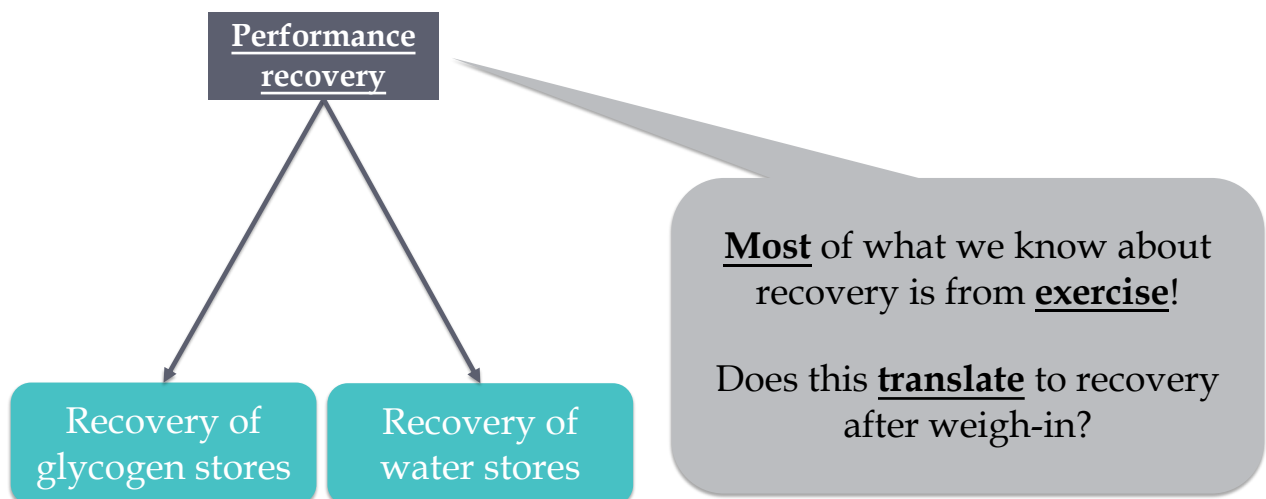 Performance
recovery
Most of what we know about
recovery is from exercise!
Does this translate to recovery
after weigh-in?
Recovery of
glycogen stores
Recovery of
water stores